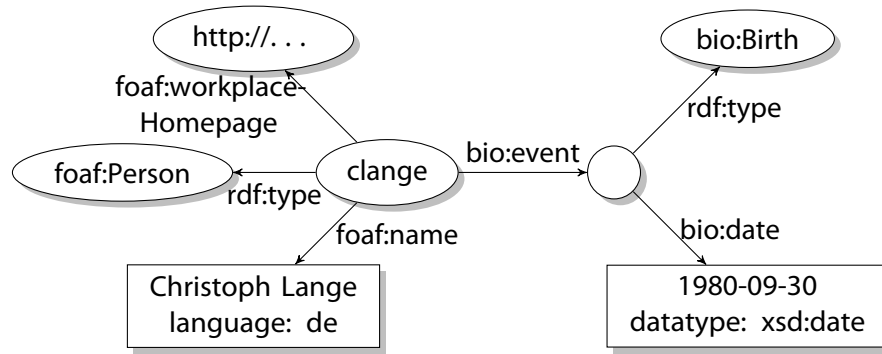 http://. . .
bio:Birth
foaf:workplace-
Homepage
rdf:type
foaf:Person
clange
bio:event
rdf:type
foaf:name
bio:date
Christoph Lange
language: de
1980-09-30
datatype: xsd:date